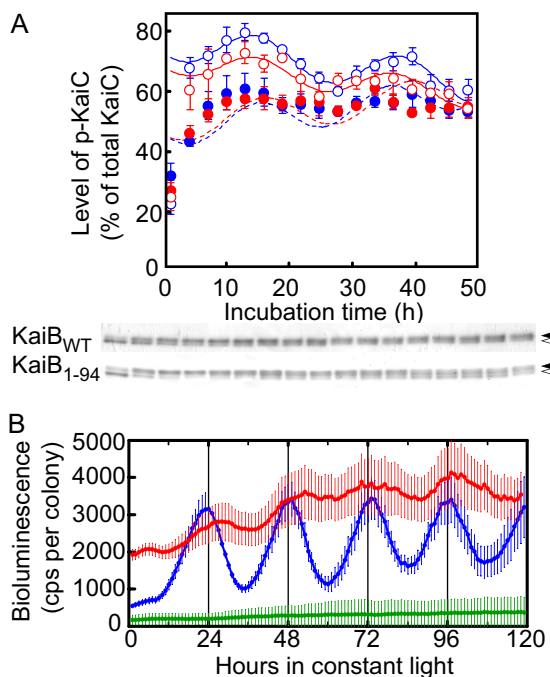 A
Level of p-KaiC
(% of total KaiC)
80
60
40
20
0
0 10 20 30 40 50
Incubation time (h)
KaiBWT
KaiB1-94
B
Bioluminescence
(cps per colony)
5000
4000
3000
2000
1000
0
0 24 48 72 96 120
Hours in constant light